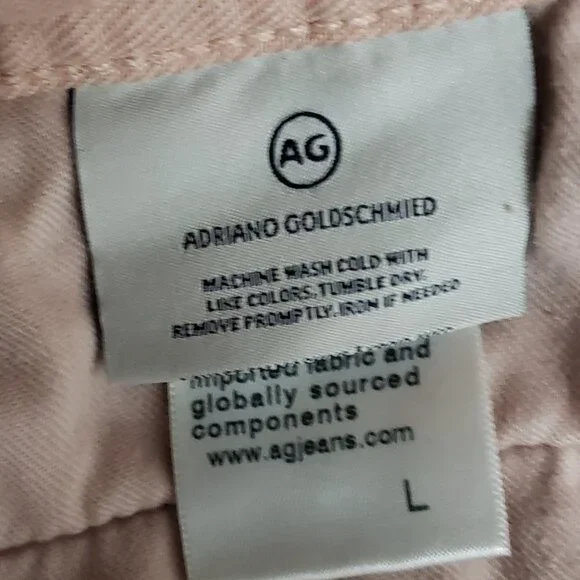 AG
ADRIANO GOLDSCHMIED
MACHINE WASH COLD WITH
LIKE COLORS. TUMBLE DRY.
REMOVE PROMPTLY. IRON IF NEEDED
imported fabric and
globally sourced
components
www.agjeans.com
L